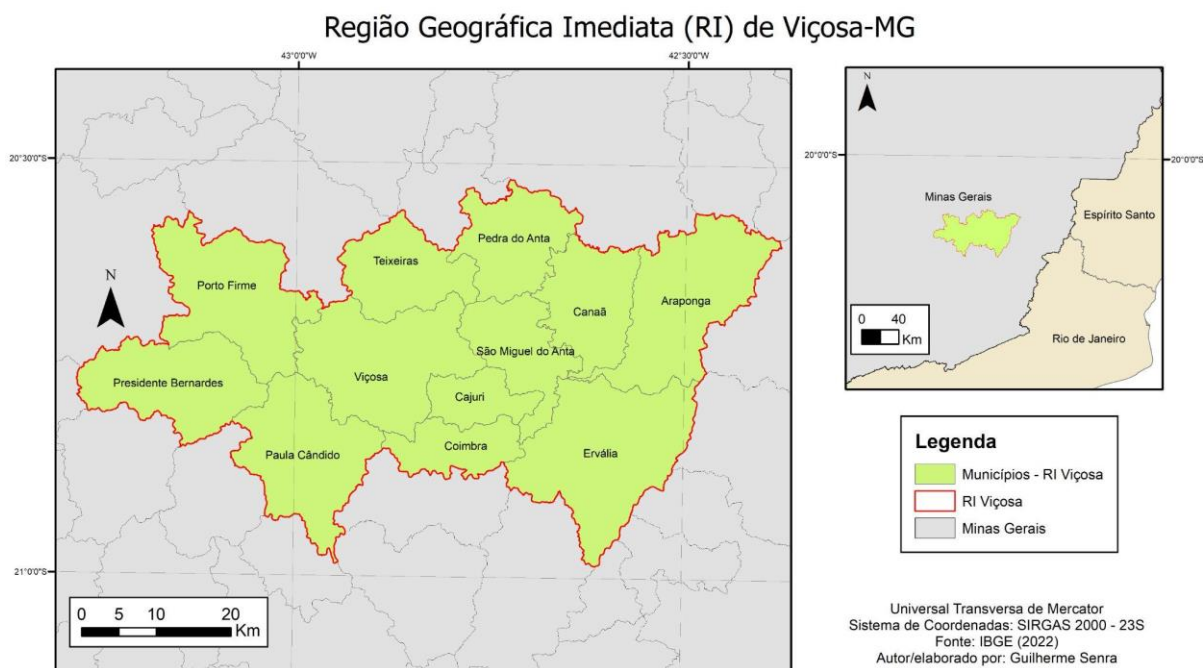 Região Geográfica Imediata (RI) de Viçosa-MG
43°0'0"W
42°30'0"W
20°30'0"S
21°0'0"S
N
Pedra do Anta
Teixeiras
Porto Firme
Canaã
Araponga
São Miguel do Anta
Viçosa
Presidente Bernardes
Cajuri
Coimbra
Paula Cândido
Ervália
0 5 10 20
Km
N
20°0'0"S
20°0'0"S
Minas Gerais
Espírito Santo
Rio de Janeiro
0 40
Km
Legenda
Municípios - RI Viçosa
RI Viçosa
Minas Gerais
Universal Transversa de Mercator
Sistema de Coordenadas: SIRGAS 2000 - 23S
Fonte: IBGE (2022)
Autor/elaborado por: Guilherme Senra